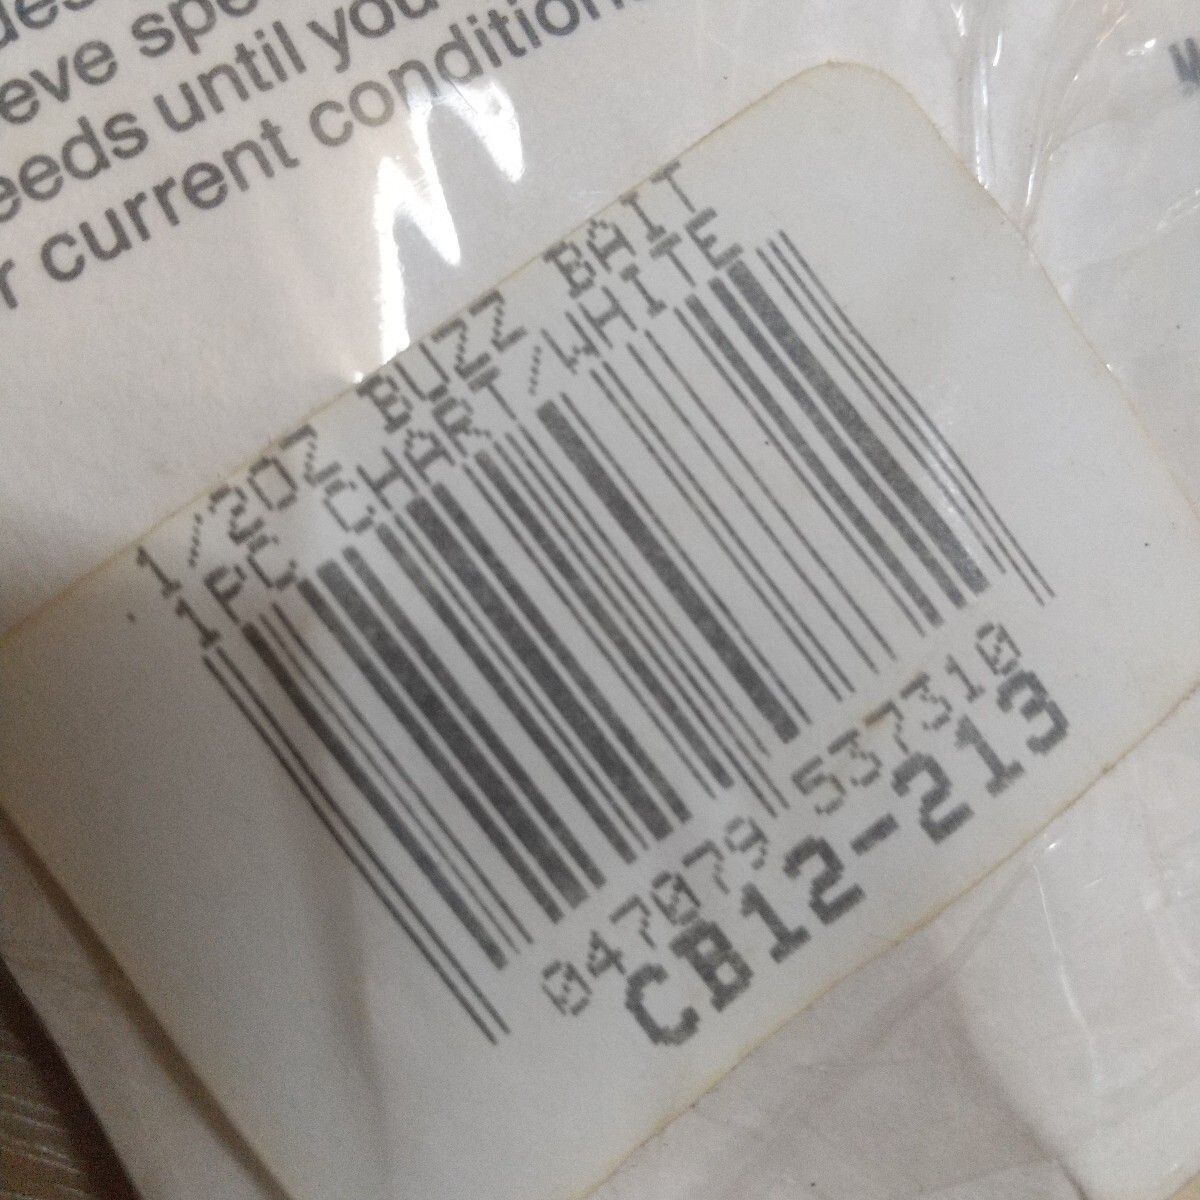 eve spe
eeds until you
r current condition
1/2OZ BUZZ BAIT
1PC CHART/WHITE
047079 537310
CB12-213